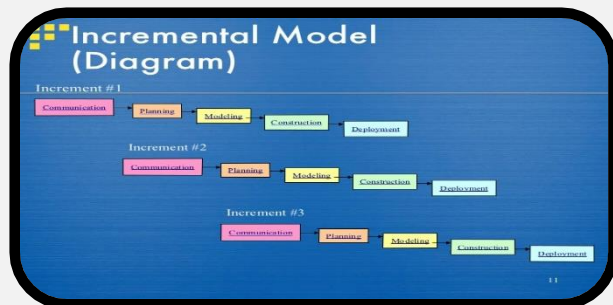 Incremental Model
(Diagram)
Increment #1
Communication
Planning
Modeling
Construction
Deployment
Increment #2
Communication
Planning
Modeling
Construction
Deployment
Increment #3
Communication
Planning
Modeling
Construction
Deployment
11